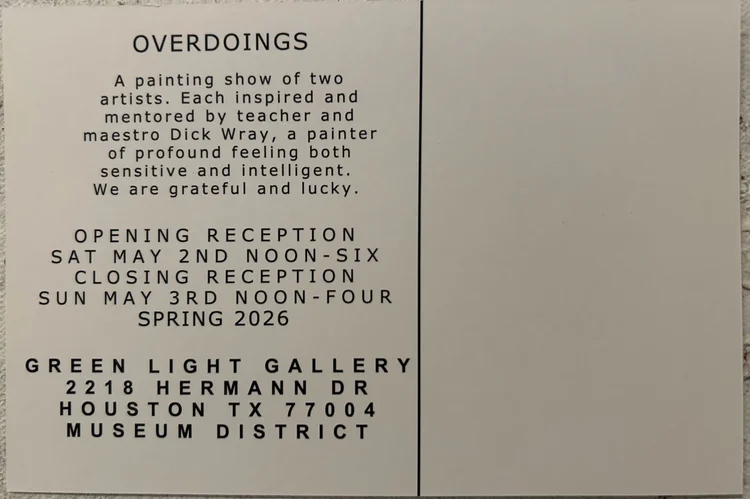 OVERDOINGS
A painting show of two
artists. Each inspired and
mentored by teacher and
maestro Dick Wray, a painter
of profound feeling both
sensitive and intelligent.
We are grateful and lucky.
OPENING RECEPTION
SAT MAY 2ND NOON-SIX
CLOSING RECEPTION
SUN MAY 3RD NOON-FOUR
SPRING 2026
GREEN LIGHT GALLERY
2218 HERMANN DR
HOUSTON TX 77004
MUSEUM DISTRICT